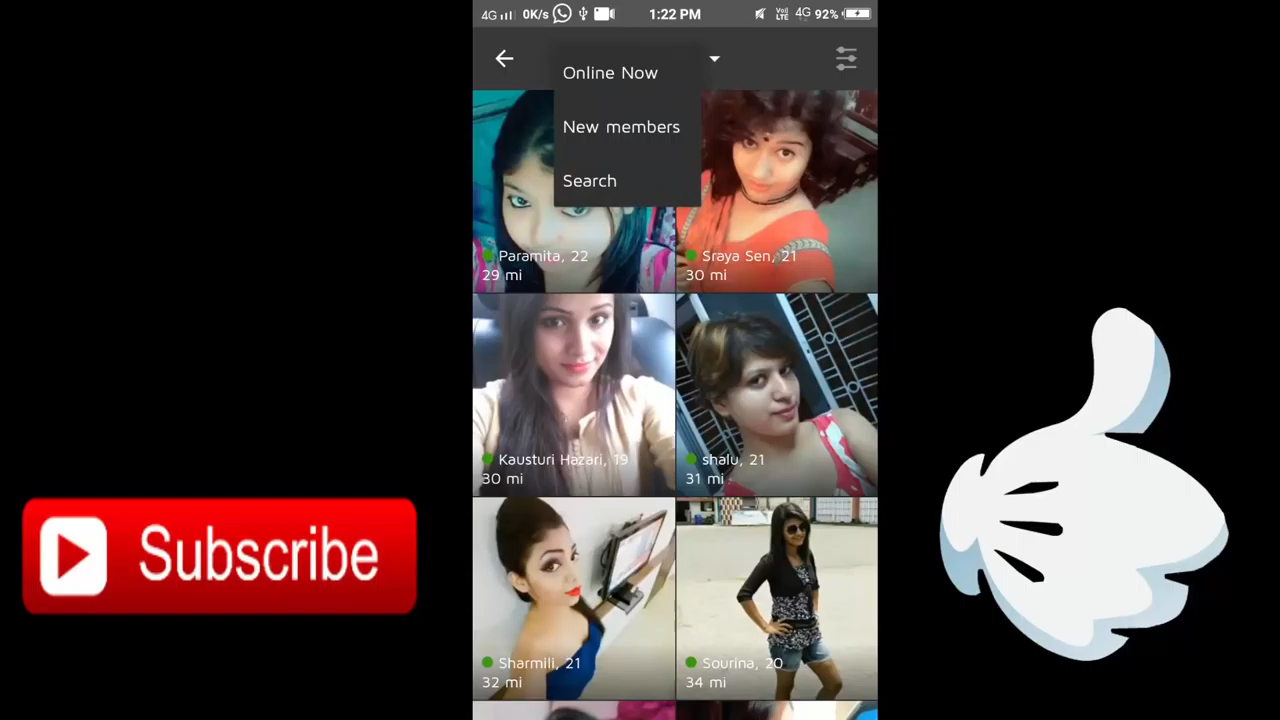 4G 0K/s 1:22 PM VoI LTE 4G 92%
Online Now
New members
Search
Paramita, 22
29 mi
Sraya Sen, 21
30 mi
Kausturi Hazari, 19
30 mi
shalu, 21
31 mi
Sharmili, 21
32 mi
Sourina, 20
34 mi
Subscribe